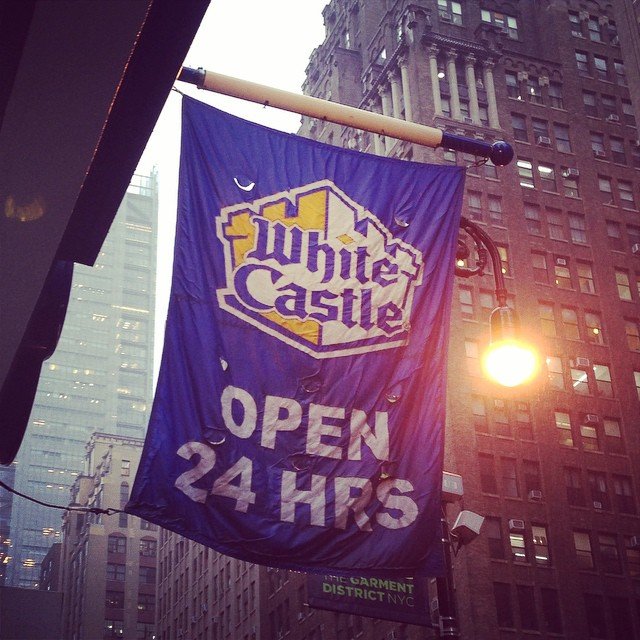 White
Castle
OPEN
24 HRS
THE GARMENT
DISTRICT NYC